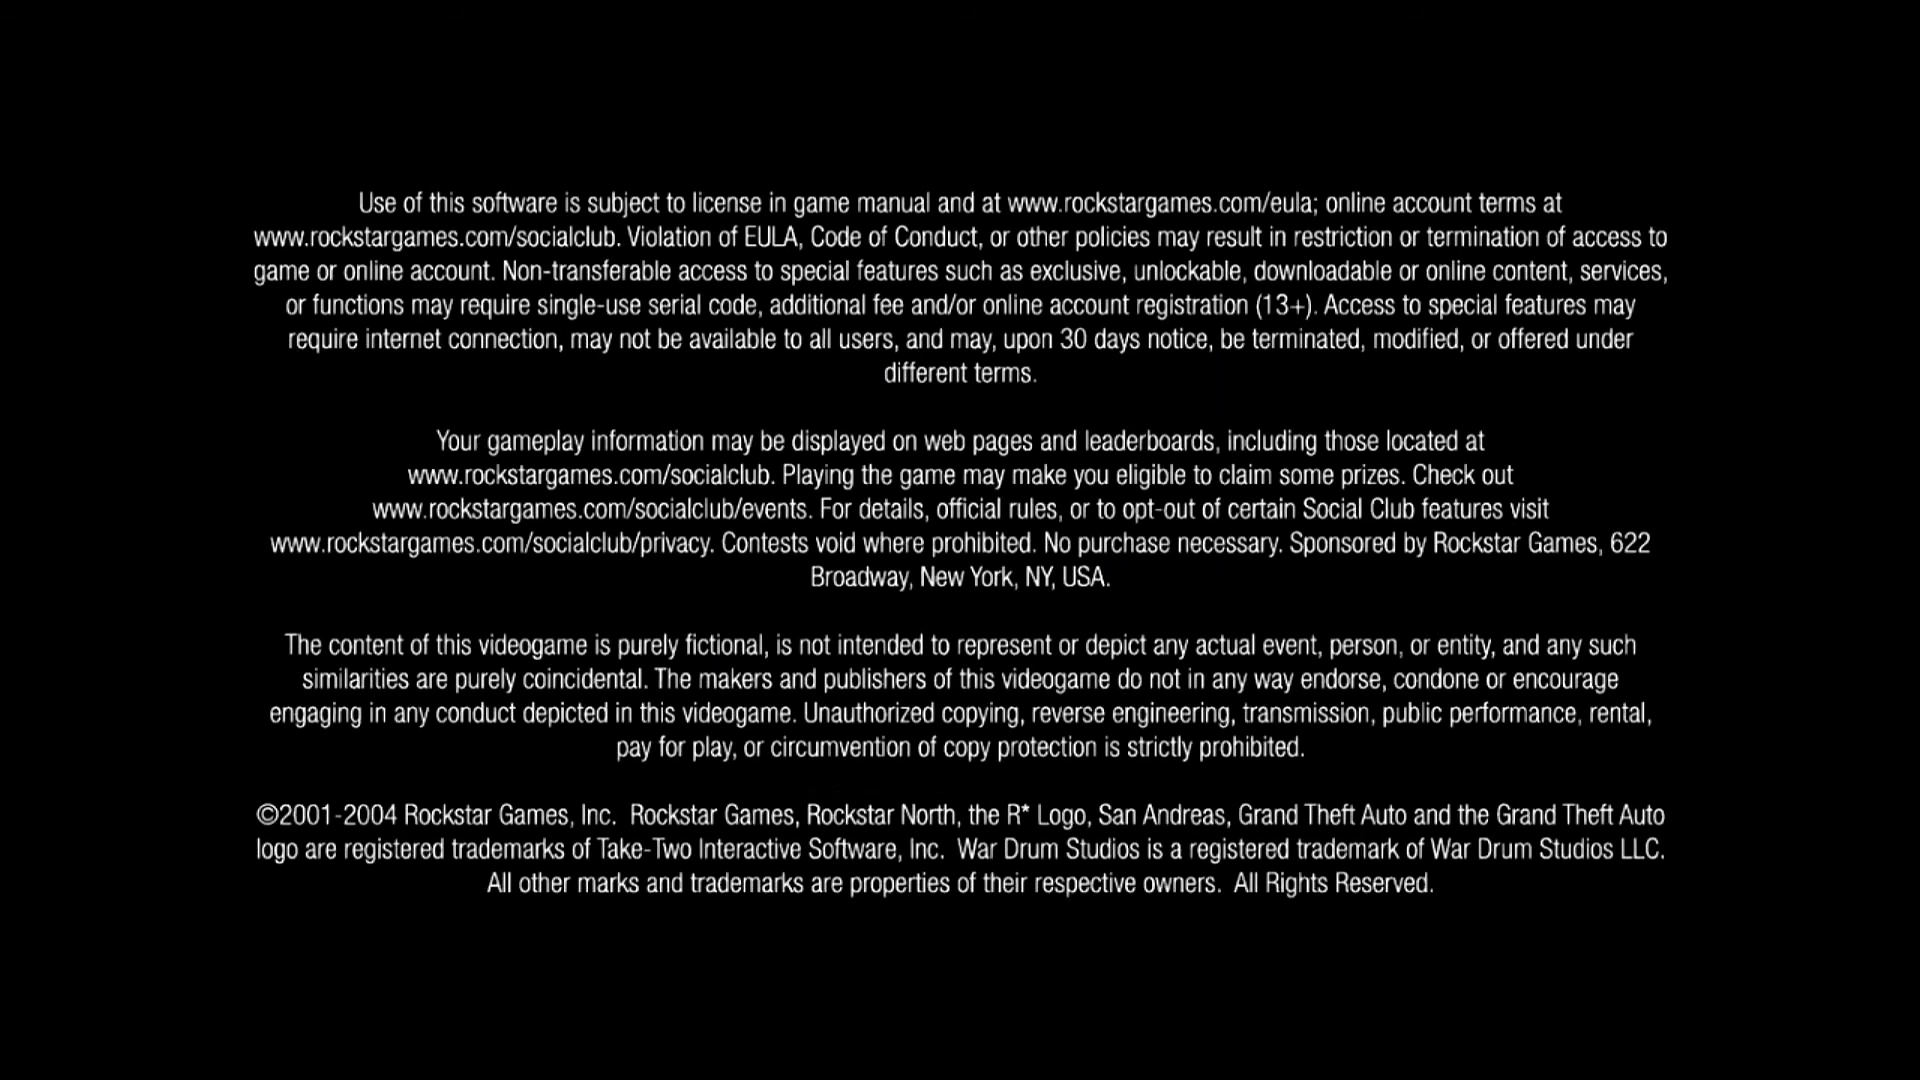 Use of this software is subject to license in game manual and at www.rockstargames.com/eula; online account terms at
www.rockstargames.com/socialclub. Violation of EULA, Code of Conduct, or other policies may result in restriction or termination of access to
game or online account. Non-transferable access to special features such as exclusive, unlockable, downloadable or online content, services,
or functions may require single-use serial code, additional fee and/or online account registration (13+). Access to special features may
require internet connection, may not be available to all users, and may, upon 30 days notice, be terminated, modified, or offered under
different terms.
Your gameplay information may be displayed on web pages and leaderboards, including those located at
www.rockstargames.com/socialclub. Playing the game may make you eligible to claim some prizes. Check out
www.rockstargames.com/socialclub/events. For details, official rules, or to opt-out of certain Social Club features visit
www.rockstargames.com/socialclub/privacy. Contests void where prohibited. No purchase necessary. Sponsored by Rockstar Games, 622
Broadway, New York, NY, USA.
The content of this videogame is purely fictional, is not intended to represent or depict any actual event, person, or entity, and any such
similarities are purely coincidental. The makers and publishers of this videogame do not in any way endorse, condone or encourage
engaging in any conduct depicted in this videogame. Unauthorized copying, reverse engineering, transmission, public performance, rental,
pay for play, or circumvention of copy protection is strictly prohibited.
©2001-2004 Rockstar Games, Inc.  Rockstar Games, Rockstar North, the R* Logo, San Andreas, Grand Theft Auto and the Grand Theft Auto
logo are registered trademarks of Take-Two Interactive Software, Inc.  War Drum Studios is a registered trademark of War Drum Studios LLC.
All other marks and trademarks are properties of their respective owners.  All Rights Reserved.